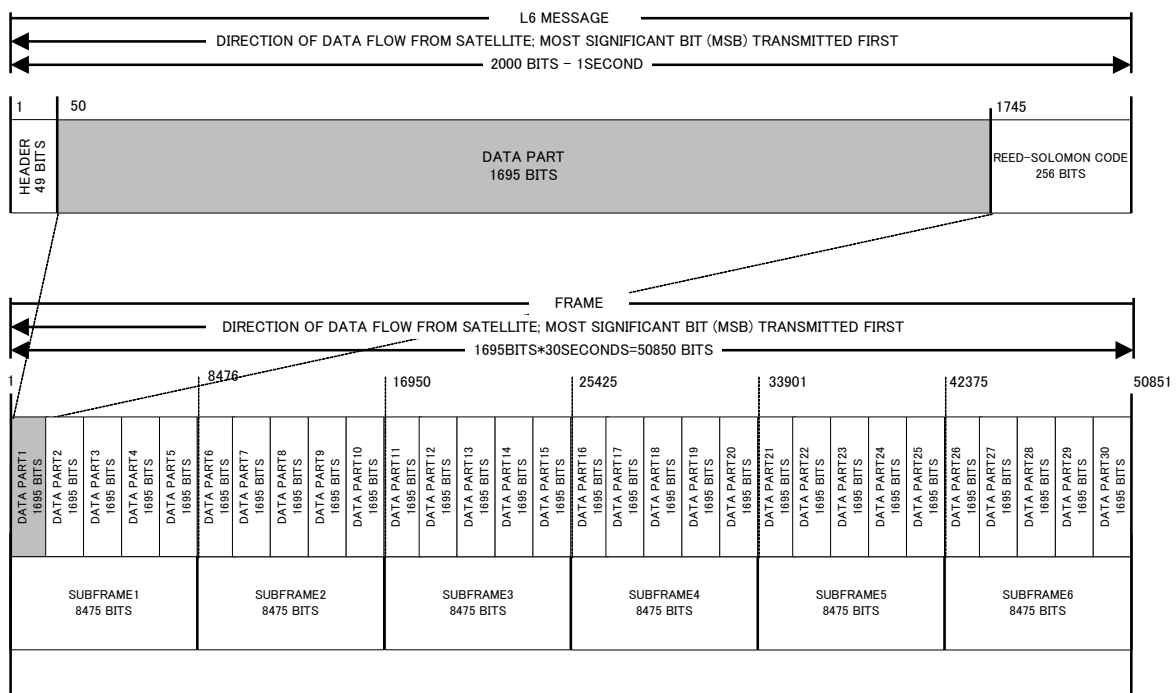 L6 MESSAGE
DIRECTION OF DATA FLOW FROM SATELLITE; MOST SIGNIFICANT BIT (MSB) TRANSMITTED FIRST
2000 BITS - 1SECOND
1
50
1745
HEADER
49 BITS
DATA PART
1695 BITS
REED-SOLOMON CODE
256 BITS
FRAME
DIRECTION OF DATA FLOW FROM SATELLITE; MOST SIGNIFICANT BIT (MSB) TRANSMITTED FIRST
1695BITS*30SECONDS=50850 BITS
1
8476
16950
25425
33901
42375
50851
DATA PART1
1695 BITS
DATA PART2
1695 BITS
DATA PART3
1695 BITS
DATA PART4
1695 BITS
DATA PART5
1695 BITS
DATA PART6
1695 BITS
DATA PART7
1695 BITS
DATA PART8
1695 BITS
DATA PART9
1695 BITS
DATA PART10
1695 BITS
DATA PART11
1695 BITS
DATA PART12
1695 BITS
DATA PART13
1695 BITS
DATA PART14
1695 BITS
DATA PART15
1695 BITS
DATA PART16
1695 BITS
DATA PART17
1695 BITS
DATA PART18
1695 BITS
DATA PART19
1695 BITS
DATA PART20
1695 BITS
DATA PART21
1695 BITS
DATA PART22
1695 BITS
DATA PART23
1695 BITS
DATA PART24
1695 BITS
DATA PART25
1695 BITS
DATA PART26
1695 BITS
DATA PART27
1695 BITS
DATA PART28
1695 BITS
DATA PART29
1695 BITS
DATA PART30
1695 BITS
SUBFRAME1
8475 BITS
SUBFRAME2
8475 BITS
SUBFRAME3
8475 BITS
SUBFRAME4
8475 BITS
SUBFRAME5
8475 BITS
SUBFRAME6
8475 BITS